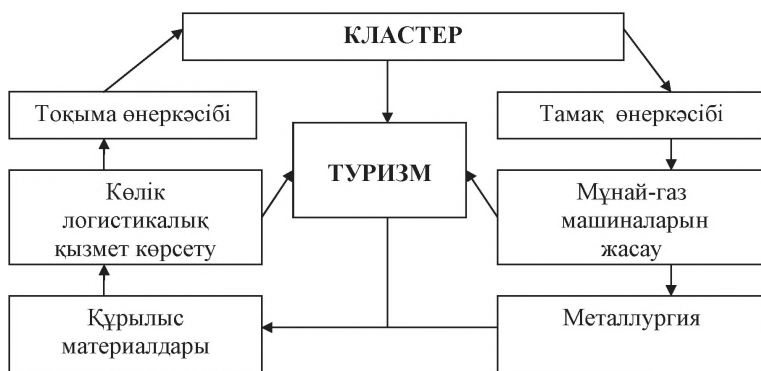 КЛАСТЕР
Тоқыма өнеркәсібі
Тамақ өнеркәсібі
ТУРИЗМ
Көлік
логистикалық
қызмет көрсету
Мұнай-газ
машиналарын
жасау
Құрылыс
материалдары
Металлургия